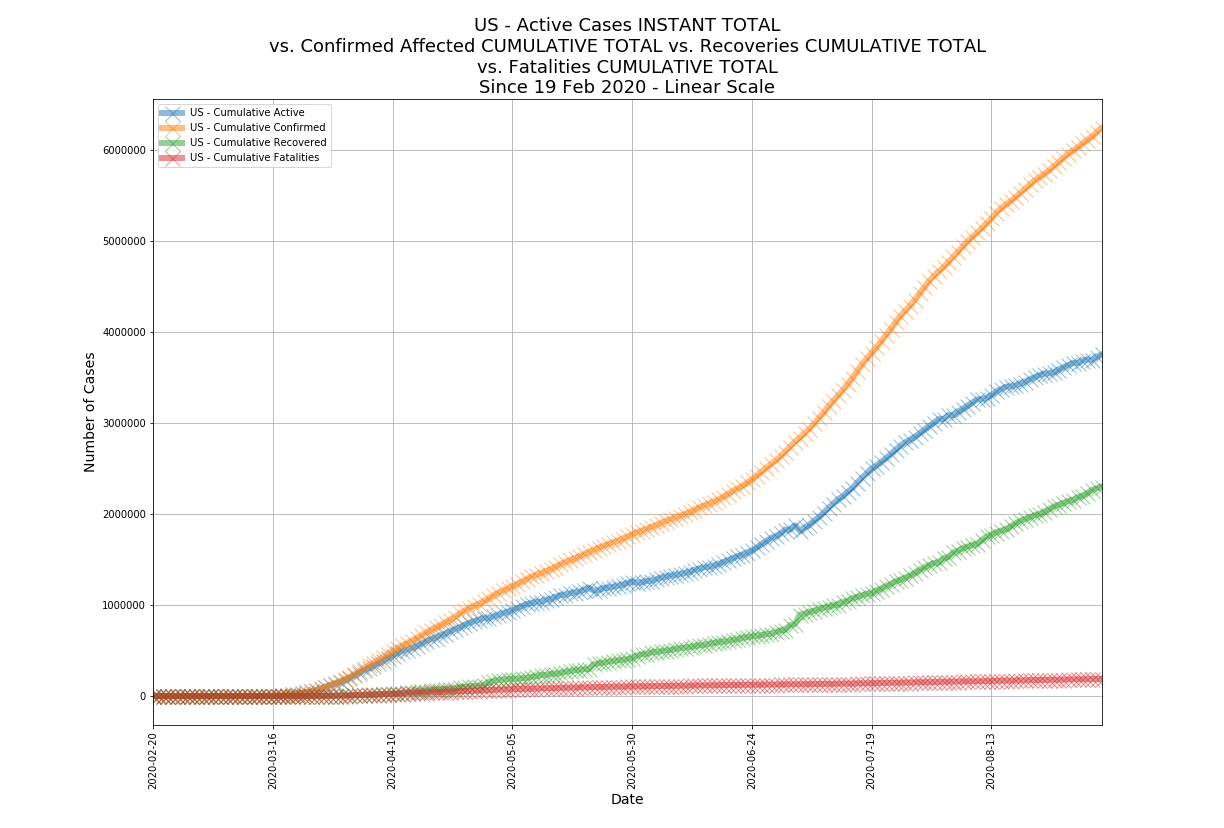 US - Active Cases INSTANT TOTAL
vs. Confirmed Affected CUMULATIVE TOTAL vs. Recoveries CUMULATIVE TOTAL
vs. Fatalities CUMULATIVE TOTAL
Since 19 Feb 2020 - Linear Scale
US - Cumulative Active
US - Cumulative Confirmed
US - Cumulative Recovered
US - Cumulative Fatalities
6000000
5000000
4000000
3000000
2000000
1000000
0
Number of Cases
2020-02-20
2020-03-16
2020-04-10
2020-05-05
2020-05-30
2020-06-24
2020-07-19
2020-08-13
Date